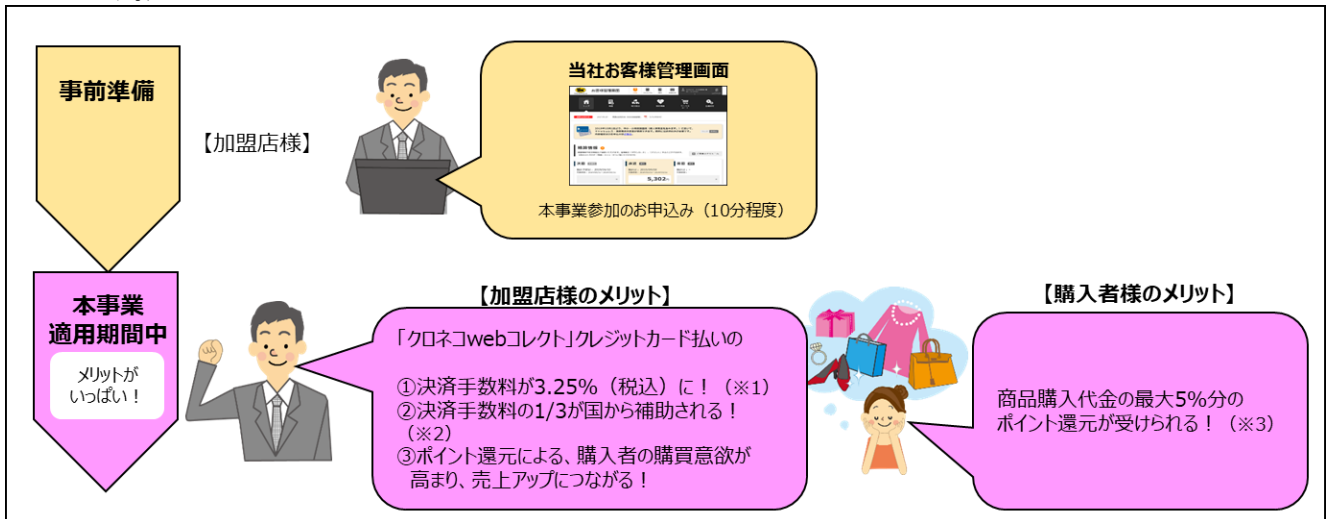 事前準備
【加盟店様】
当社お客様管理画面
5,302
本事業参加のお申込み（10分程度）
本事業
適用期間中
メリットが
いっぱい！
【加盟店様のメリット】
「クロネコwebコレクト」クレジットカード払いの
①決済手数料が3.25%（税込）に！（※1）
②決済手数料の1/3が国から補助される！
（※2）
③ポイント還元による、購入者の購買意欲が
高まり、売上アップにつながる！
【購入者様のメリット】
商品購入代金の最大5%分の
ポイント還元が受けられる！（※3）